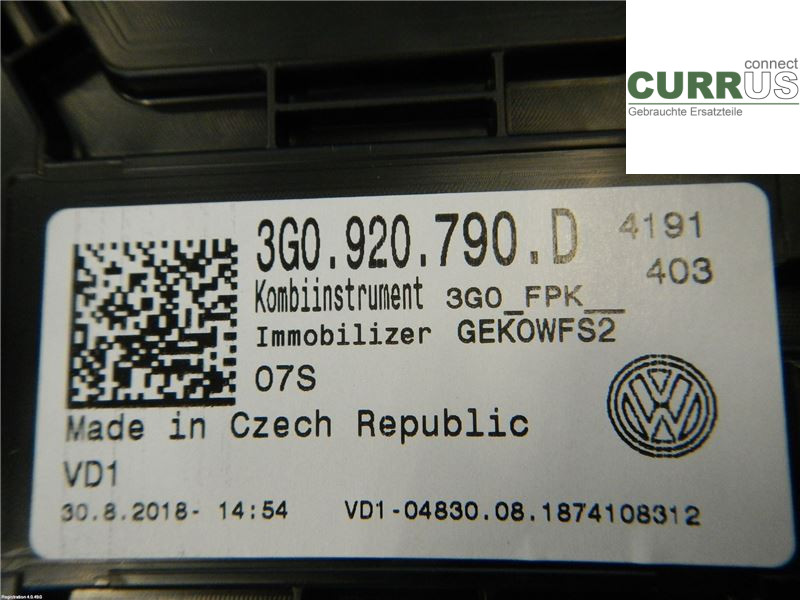 connect
CURRUS
Gebrauchte Ersatzteile
3G0.920.790.D 4191
403
Kombiinstrument 3G0_FPK__
Immobilizer GEKOWFS2
07S
Made in Czech Republic
VD1
30.8.2018- 14:54 VD1-04830.08.1874108312